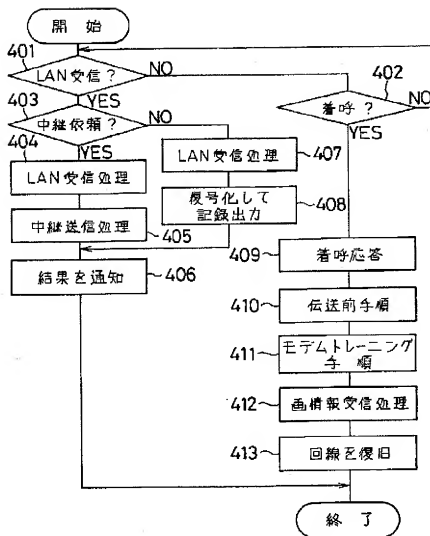 開始
401
LAN受信?
NO
402
403
YES
着呼?
NO
中継依頼?
NO
YES
404
YES
LAN受信処理
407
LAN受信処理
復号化して
記録出力
408
中継送信処理
405
409
着呼応答
結果を通知
406
410
伝送前手順
411
モデムトレーニング
手順
412
画情報受信処理
413
回線を復旧
終了